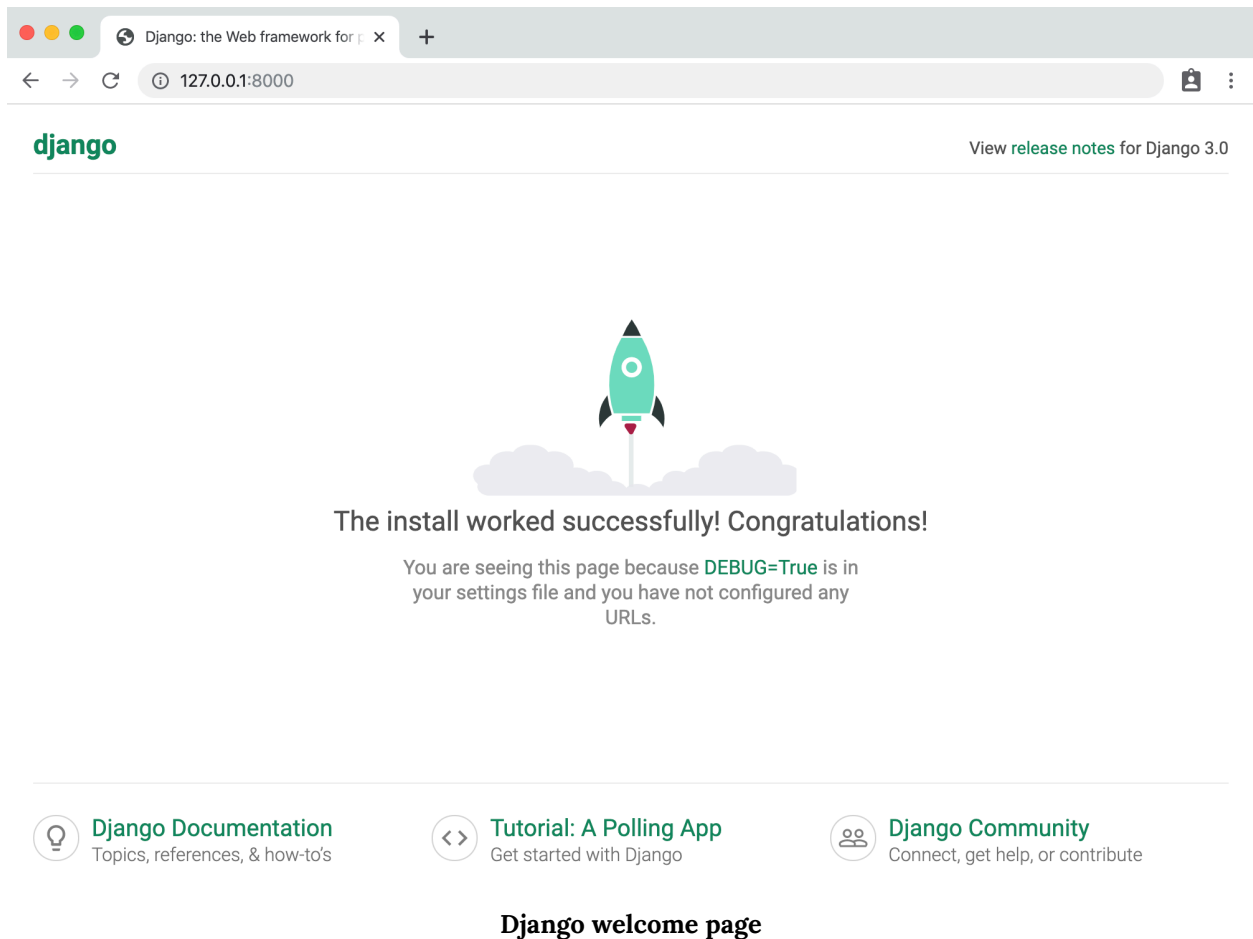 Django: the Web framework for p
127.0.0.1:8000
django
View release notes for Django 3.0
The install worked successfully! Congratulations!
You are seeing this page because DEBUG=True is in
your settings file and you have not configured any
URLs.
Django Documentation
Topics, references, & how-to's
Tutorial: A Polling App
Get started with Django
Django Community
Connect, get help, or contribute
Django welcome page